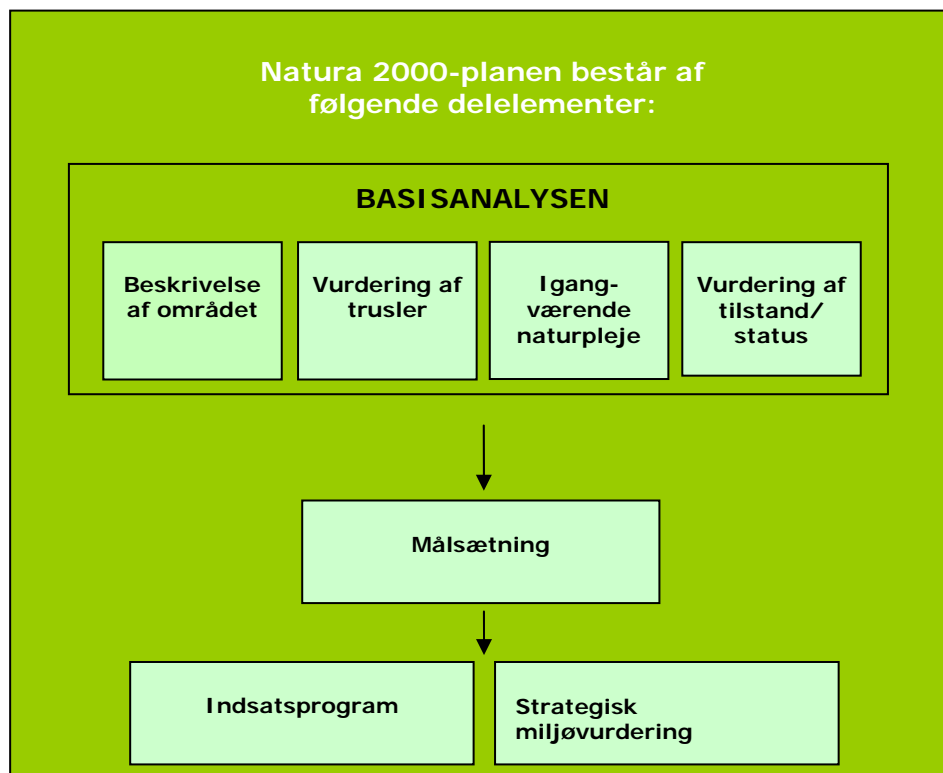 Natura 2000-planen består af
følgende delelementer:
BASISANALYSEN
Beskrivelse
af området
Vurdering af
trusler
Igang-
værende
naturpleje
Vurdering af
tilstand/
status
Målsætning
Indsatsprogram
Strategisk
miljøvurdering